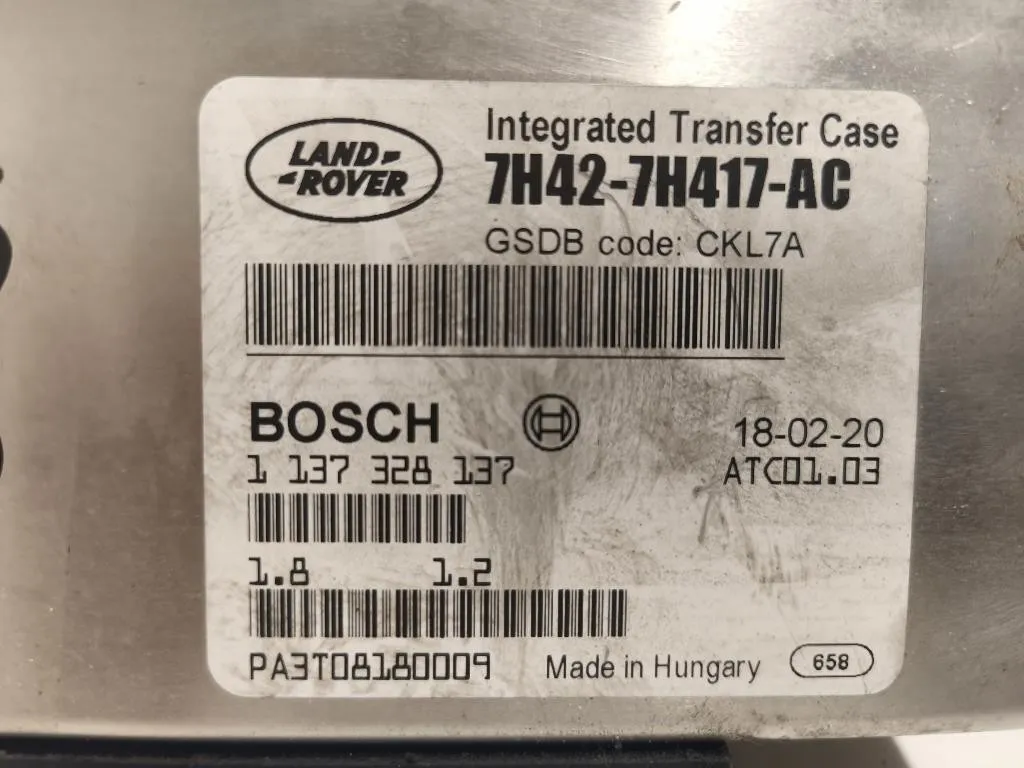 LAND
ROVER
Integrated Transfer Case
7H42-7H417-AC
GSDB code: CKL7A
BOSCH
18-02-20
1 137 328 137
ATC01.03
1.8 1.2
PA3T08180009
Made in Hungary
658